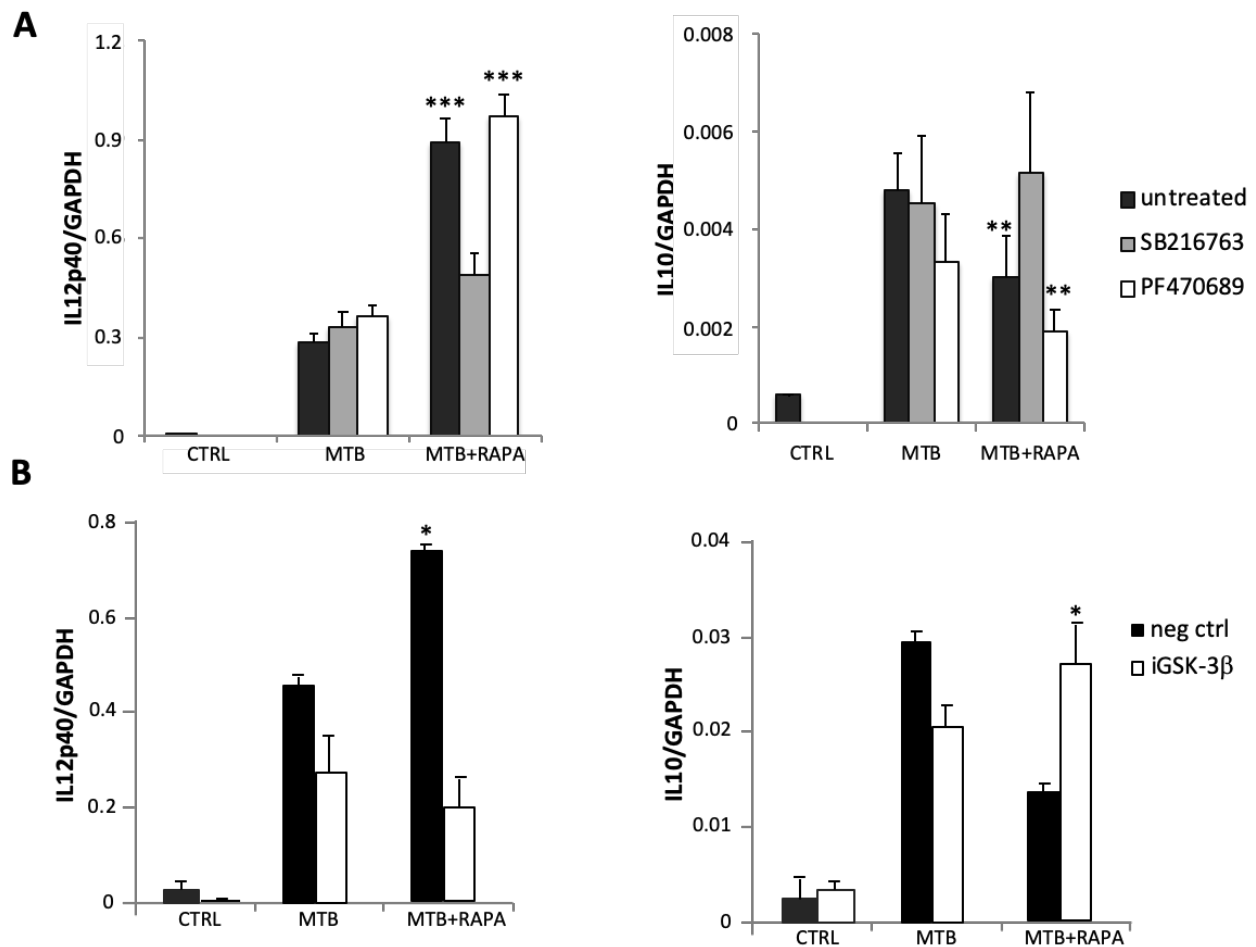 A
IL12p40/GAPDH
1.2
0.9
0.6
0.3
0
***
***
CTRL
MTB
MTB+RAPA
IL10/GAPDH
0.008
0.006
0.004
0.002
0
**
**
CTRL
MTB
MTB+RAPA
untreated
SB216763
PF470689
B
IL12p40/GAPDH
0.8
0.6
0.4
0.2
0
*
CTRL
MTB
MTB+RAPA
IL10/GAPDH
0.04
0.03
0.02
0.01
0
*
CTRL
MTB
MTB+RAPA
neg ctrl
iGSK-3β